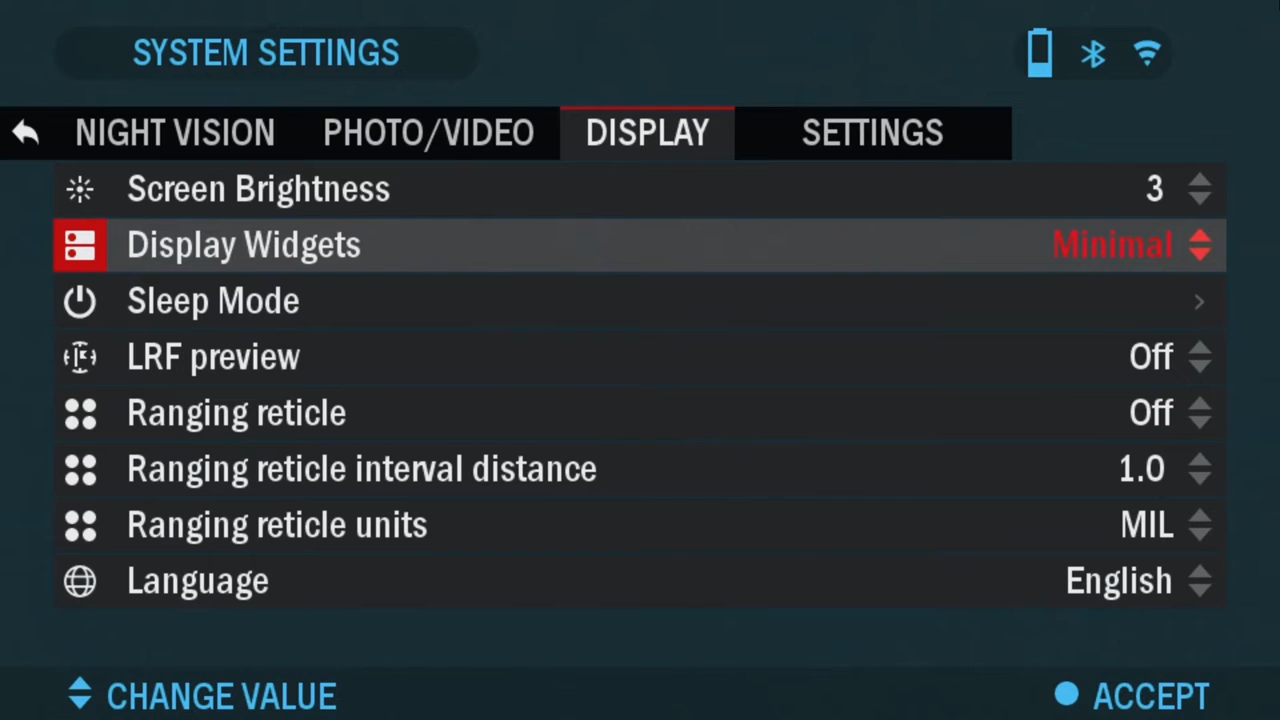 SYSTEM SETTINGS
NIGHT VISION PHOTO/VIDEO DISPLAY SETTINGS
Screen Brightness 3
Display Widgets Minimal
Sleep Mode
LRF preview Off
Ranging reticle Off
Ranging reticle interval distance 1.0
Ranging reticle units MIL
Language English
CHANGE VALUE ACCEPT